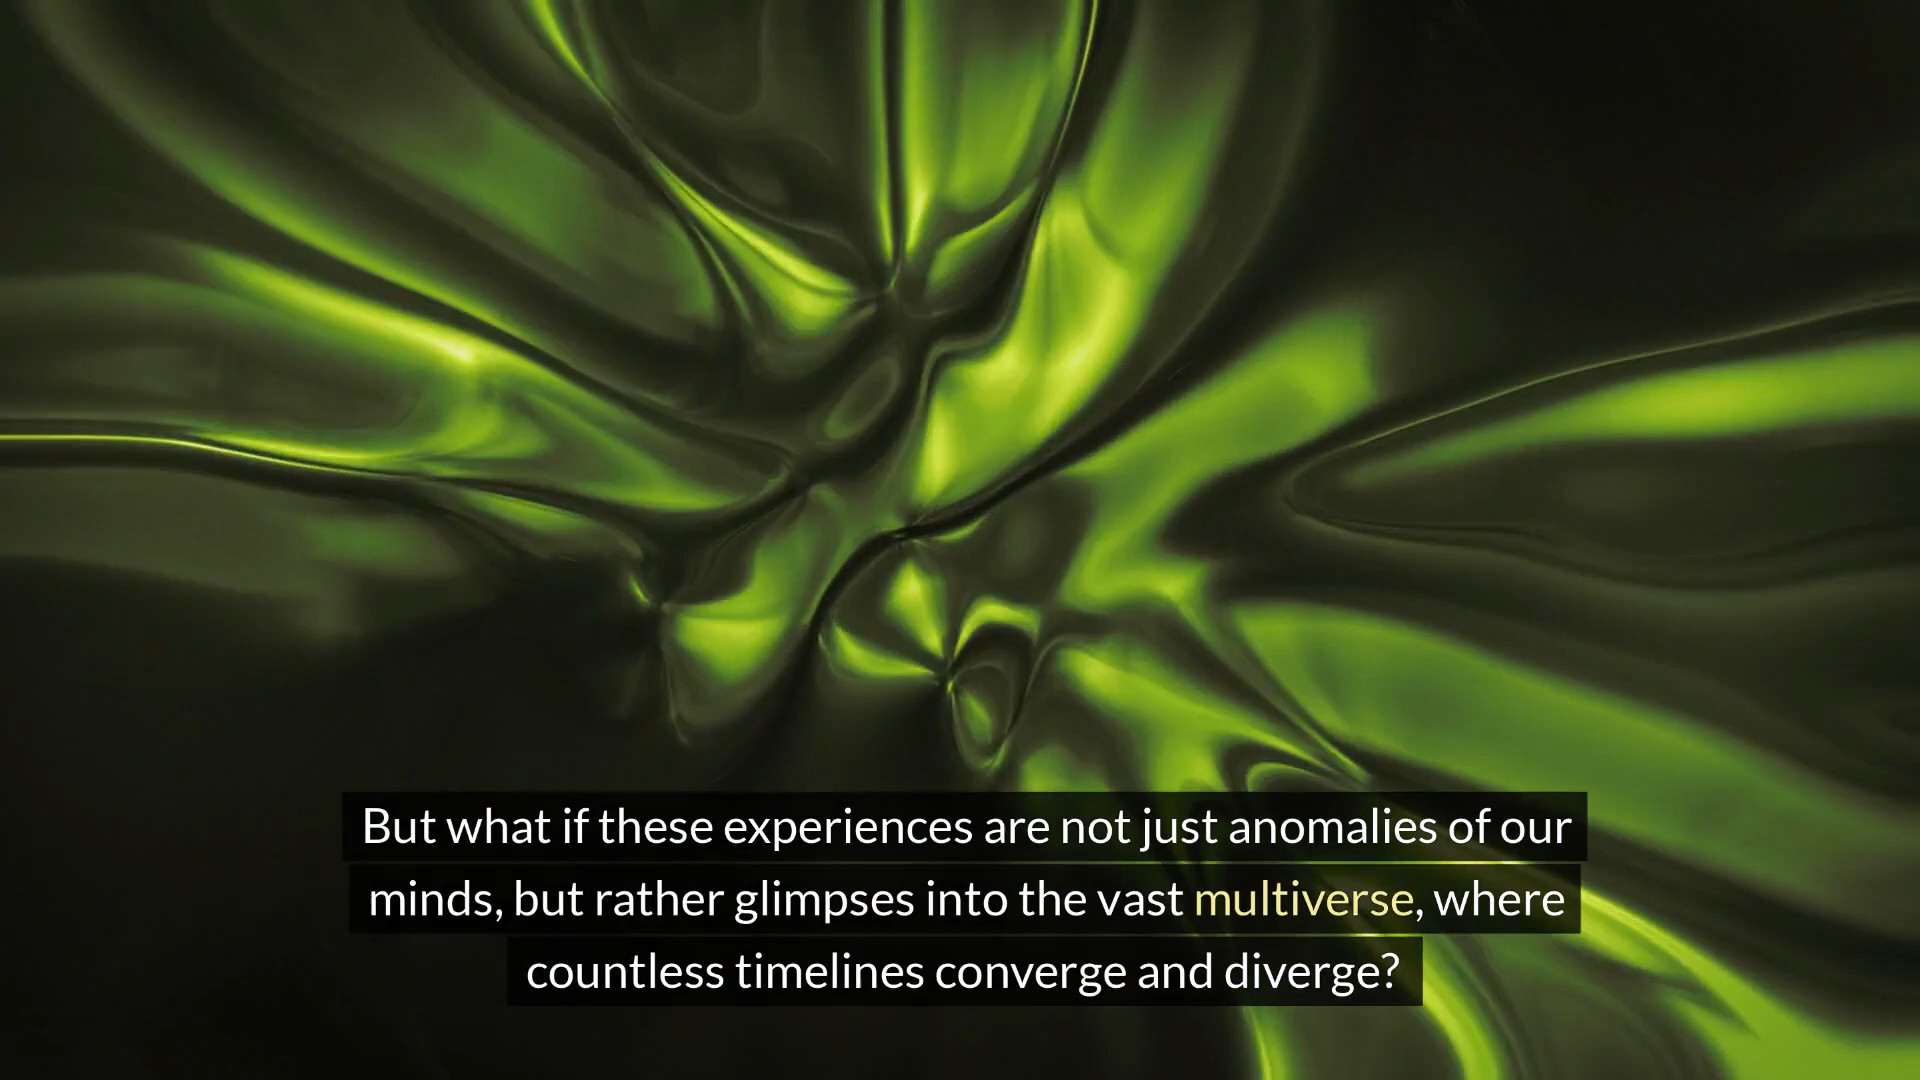 But what if these experiences are not just anomalies of our
minds, but rather glimpses into the vast multiverse, where
countless timelines converge and diverge?